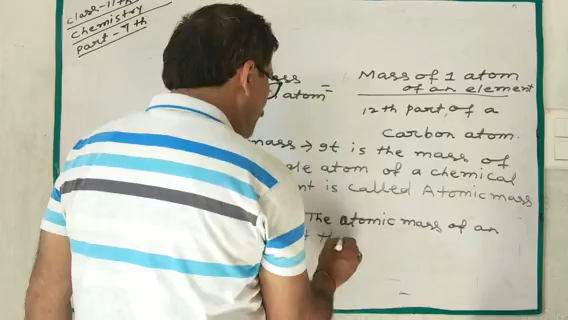 Class-11th
Chemistry
Part-7th
atom =
Mass of 1 atom
of an element
12th part of a
Carbon atom.
mass → It is the mass of
atom of a chemical
is called Atomic mass
The atomic mass of an